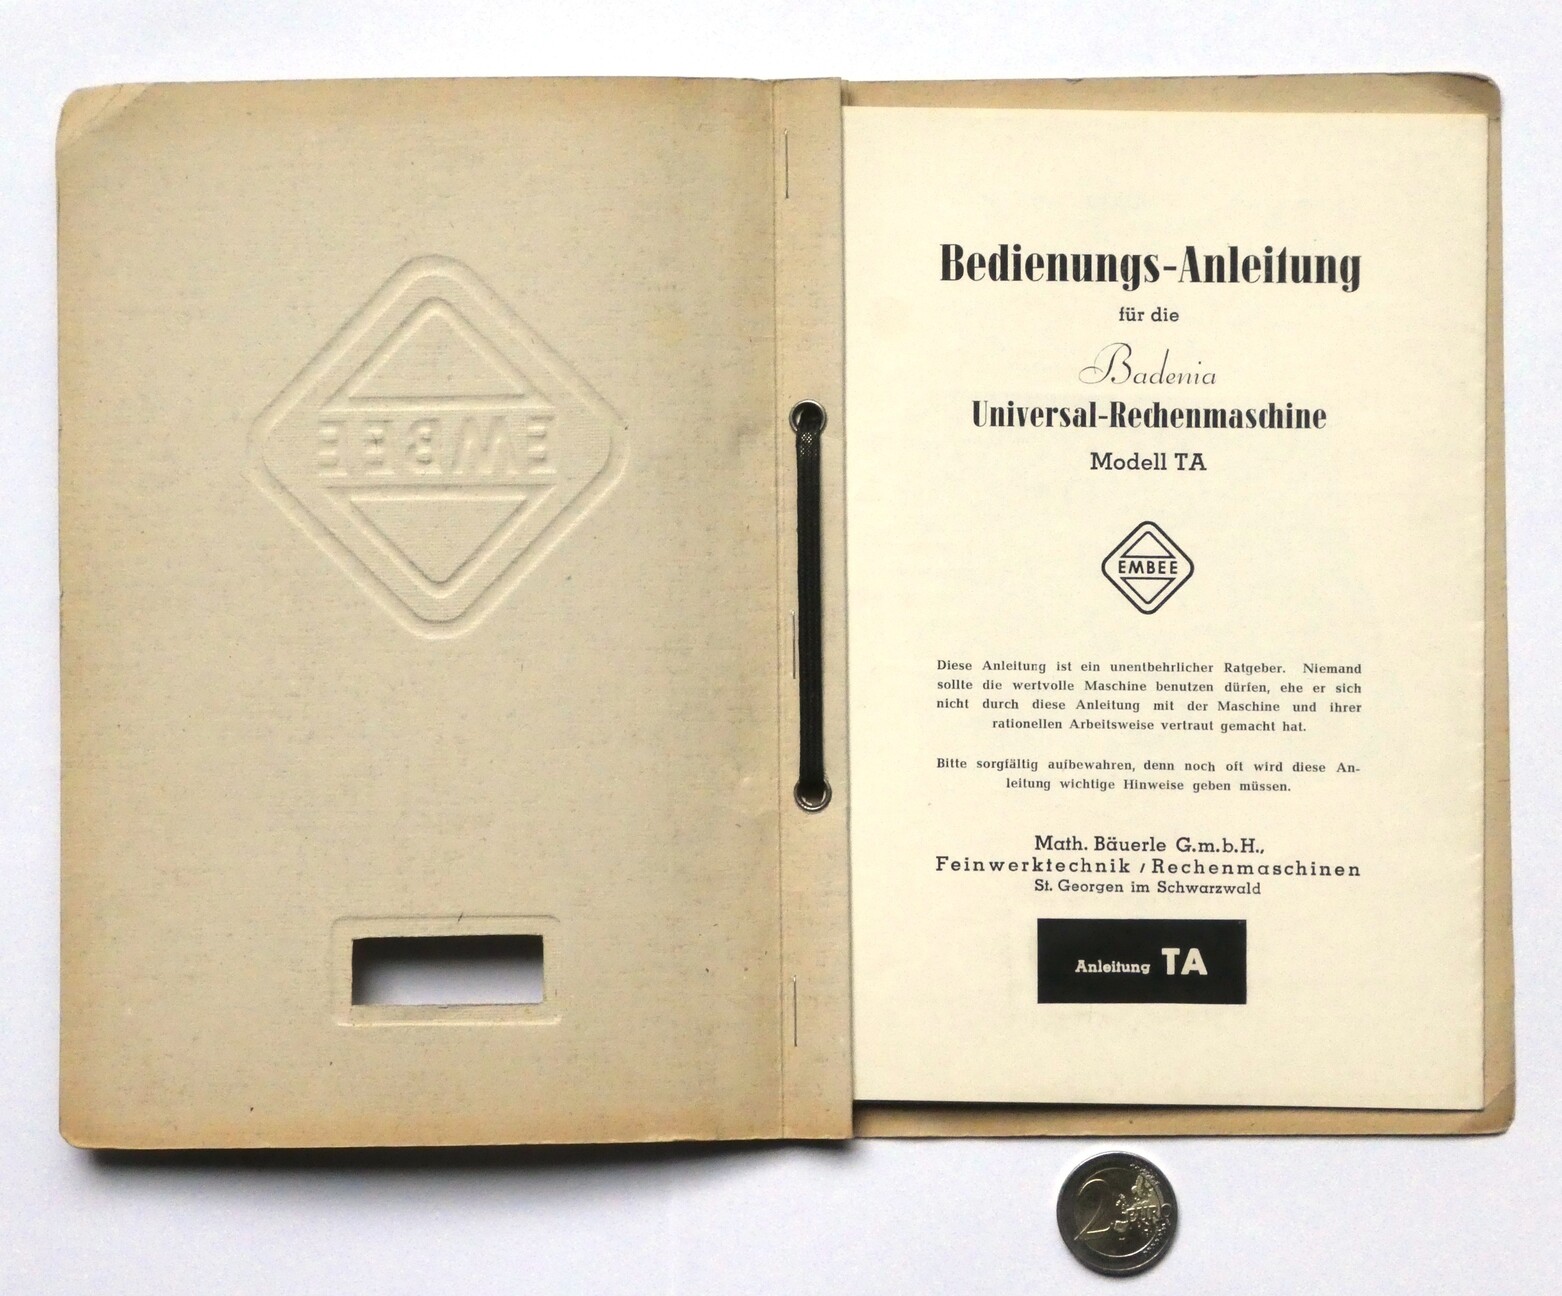 EMBEE
Bedienungs-Anleitung
für die
Badenia
Universal-Rechenmaschine
Modell TA
EMBEE
Diese Anleitung ist ein unentbehrlicher Ratgeber. Niemand
sollte die wertvolle Maschine benutzen dürfen, ehe er sich
nicht durch diese Anleitung mit der Maschine und ihrer
rationellen Arbeitsweise vertraut gemacht hat.
Bitte sorgfältig aufbewahren, denn noch oft wird diese An-
leitung wichtige Hinweise geben müssen.
Math. Bäuerle G.m.b.H.,
Feinwerktechnik / Rechenmaschinen
St. Georgen im Schwarzwald
Anleitung TA
2 EURO